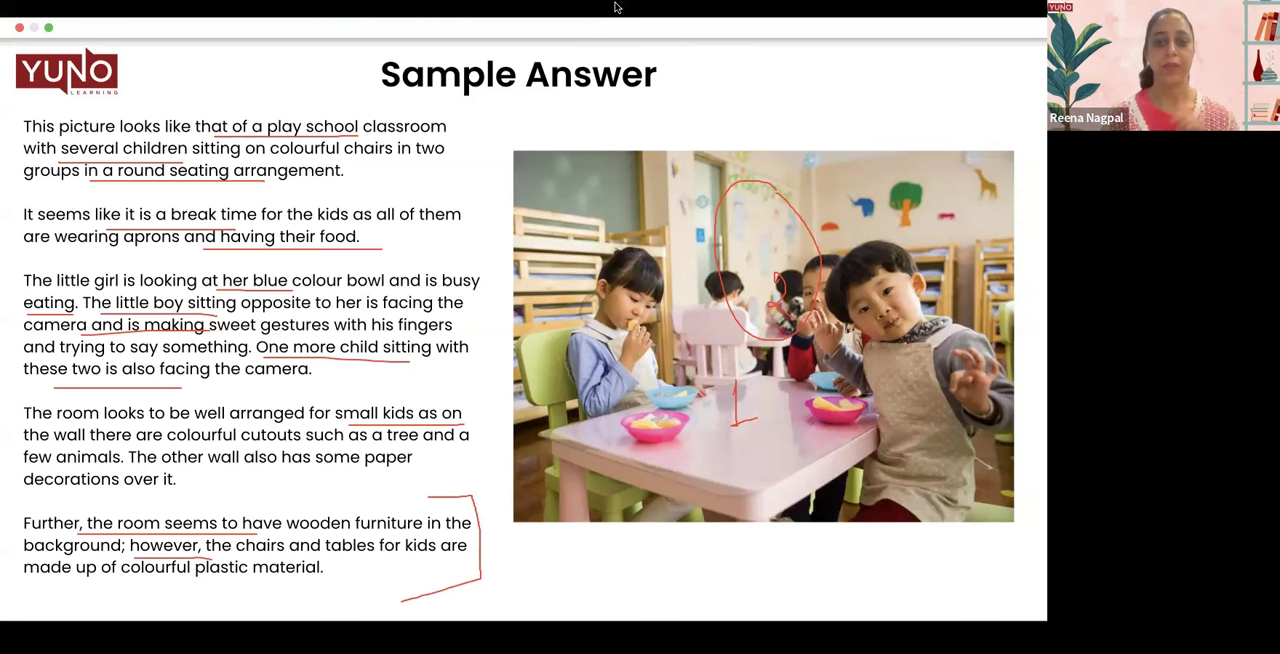 YUNO
LEARNING
Sample Answer
This picture looks like that of a play school classroom
with several children sitting on colourful chairs in two
groups in a round seating arrangement.
It seems like it is a break time for the kids as all of them
are wearing aprons and having their food.
The little girl is looking at her blue colour bowl and is busy
eating. The little boy sitting opposite to her is facing the
camera and is making sweet gestures with his fingers
and trying to say something. One more child sitting with
these two is also facing the camera.
The room looks to be well arranged for small kids as on
the wall there are colourful cutouts such as a tree and a
few animals. The other wall also has some paper
decorations over it.
Further, the room seems to have wooden furniture in the
background; however, the chairs and tables for kids are
made up of colourful plastic material.
2
1
YUNO
Reena Nagpal